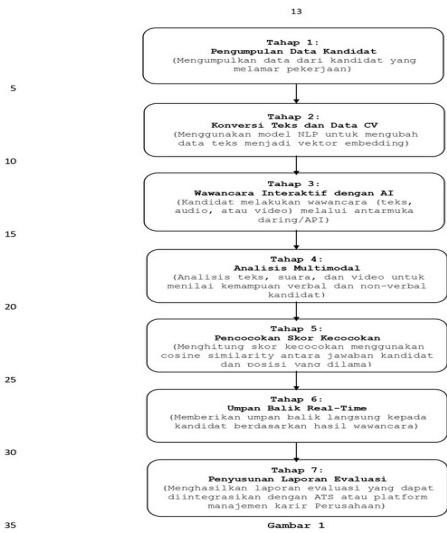 13
Tahap 1:
Pengumpulan Data Kandidat
(Mengumpulkan data dari kandidat yang
melamar pekerjaan)
5
Tahap 2:
Konversi Teks dan Data CV
(Menggunakan model NLP untuk mengubah
data teks menjadi vektor embedding)
10
Tahap 3:
Wawancara Interaktif dengan AI
(Kandidat melakukan wawancara (teks,
audio, atau video) melalui antarmuka
daring/API)
15
Tahap 4:
Analisis Multimodal
(Analisis teks, suara, dan video untuk
menilai kemampuan verbal dan non-verbal
kandidat)
20
Tahap 5:
Pencocokan Skor Kecocokan
(Menghitung skor kecocokan menggunakan
cosine similarity antara jawaban kandidat
dan posisi yang dilama)
25
Tahap 6:
Umpan Balik Real-Time
(Memberikan umpan balik langsung kepada
kandidat berdasarkan hasil wawancara)
30
Tahap 7:
Penyusunan Laporan Evaluasi
(Menghasilkan laporan evaluasi yang dapat
diintegrasikan dengan ATS atau platform
manajemen karir Perusahaan)
35
Gambar 1